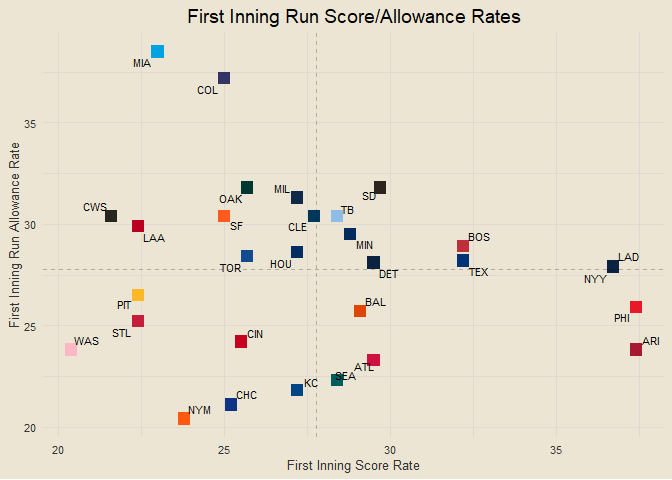 First Inning Run Score/Allowance Rates
First Inning Run Allowance Rate
35
30
25
20
MIA
COL
OAK
MIL
SD
CWS
TB
LAA
SF
CLE
MIN
BOS
TOR
HOU
DET
TEX
LAD
NYY
PIT
BAL
PHI
STL
WAS
CIN
ARI
ATL
SEA
KC
CHC
NYM
20
25
30
35
First Inning Score Rate